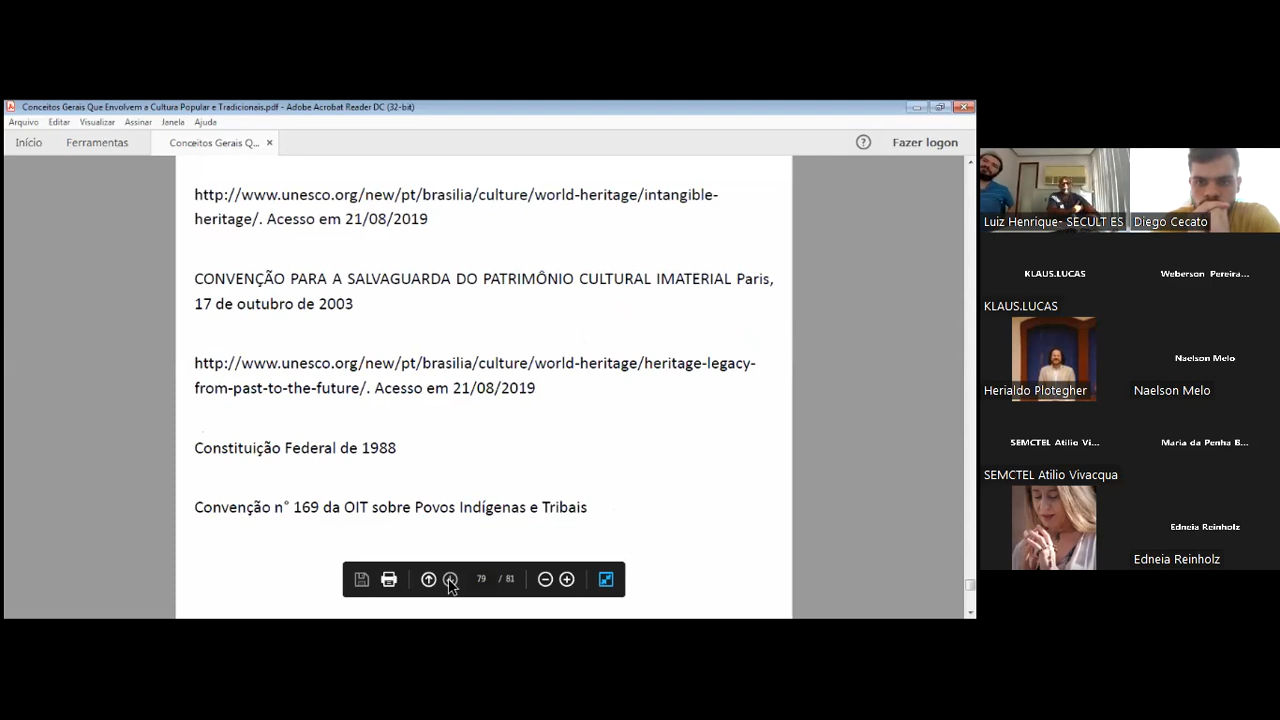 Conceitos Gerais Que Envolvem a Cultura Popular e Tradicionais.pdf - Adobe Acrobat Reader DC (32-bit)
Arquivo Editar Visualizar Assinar Janela Ajuda
Início Ferramentas Conceitos Gerais Q... × ? Fazer logon
http://www.unesco.org/new/pt/brasilia/culture/world-heritage/intangible-
heritage/. Acesso em 21/08/2019
CONVENÇÃO PARA A SALVAGUARDA DO PATRIMÔNIO CULTURAL IMATERIAL Paris,
17 de outubro de 2003
http://www.unesco.org/new/pt/brasilia/culture/world-heritage/heritage-legacy-
from-past-to-the-future/. Acesso em 21/08/2019
Constituição Federal de 1988
Convenção n° 169 da OIT sobre Povos Indígenas e Tribais
79 / 81
Luiz Henrique- SECULT ES
Diego Cecato
KLAUS.LUCAS
Weberson Pereira...
KLAUS.LUCAS
Naelson Melo
Herialdo Plotegher
Naelson Melo
SEMCTEL Atilio Vi...
Maria da Penha B...
SEMCTEL Atilio Vivacqua
Edneia Reinholz
Edneia Reinholz